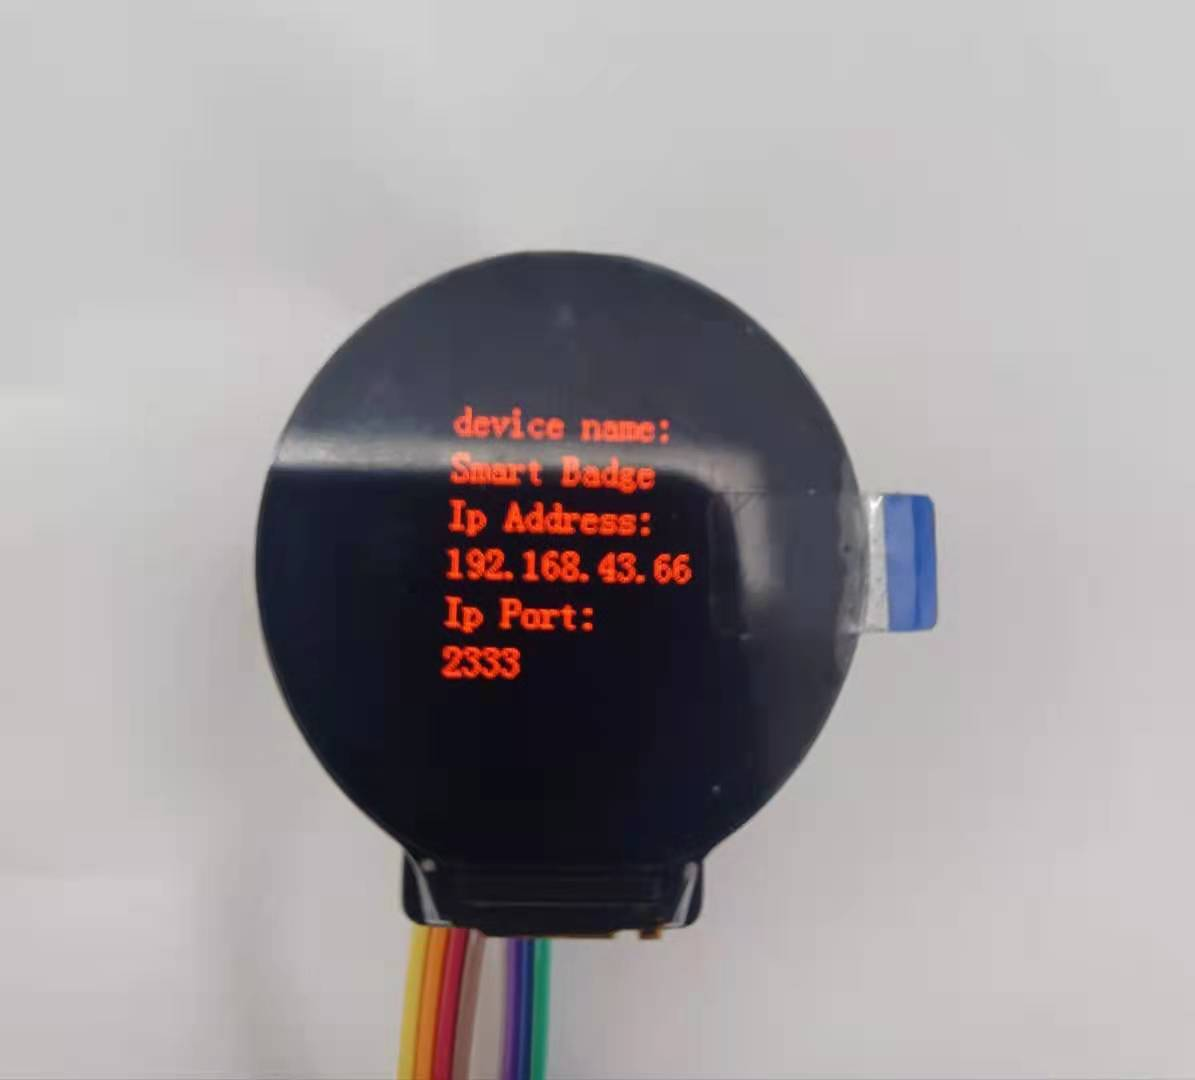 device name:
Smart Badge
Ip Address:
192.168.43.66
Ip Port:
2333